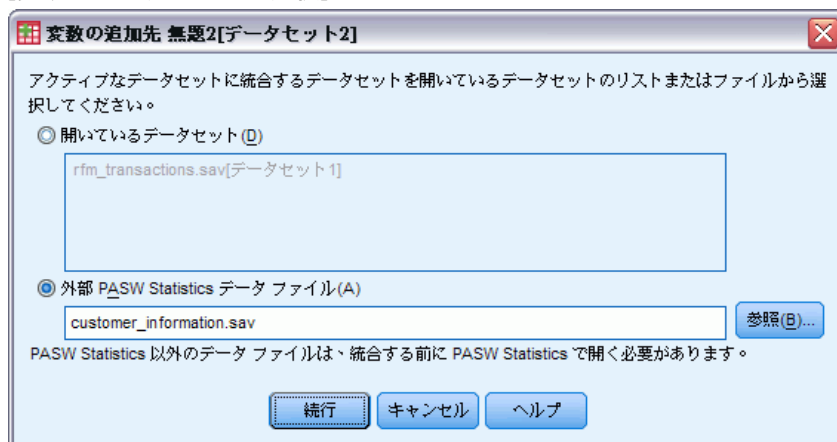 変数の追加先 無題2[データセット2]
アクティブなデータセットに統合するデータセットを開いているデータセットのリストまたはファイルから選
択してください。
開いているデータセット(D)
rfm_transactions.sav[データセット1]
外部 PASW Statistics データ ファイル(A)
customer_information.sav
参照(B)...
PASW Statistics 以外のデータ ファイルは、統合する前に PASW Statistics で開く必要があります。
続行
キャンセル
ヘルプ